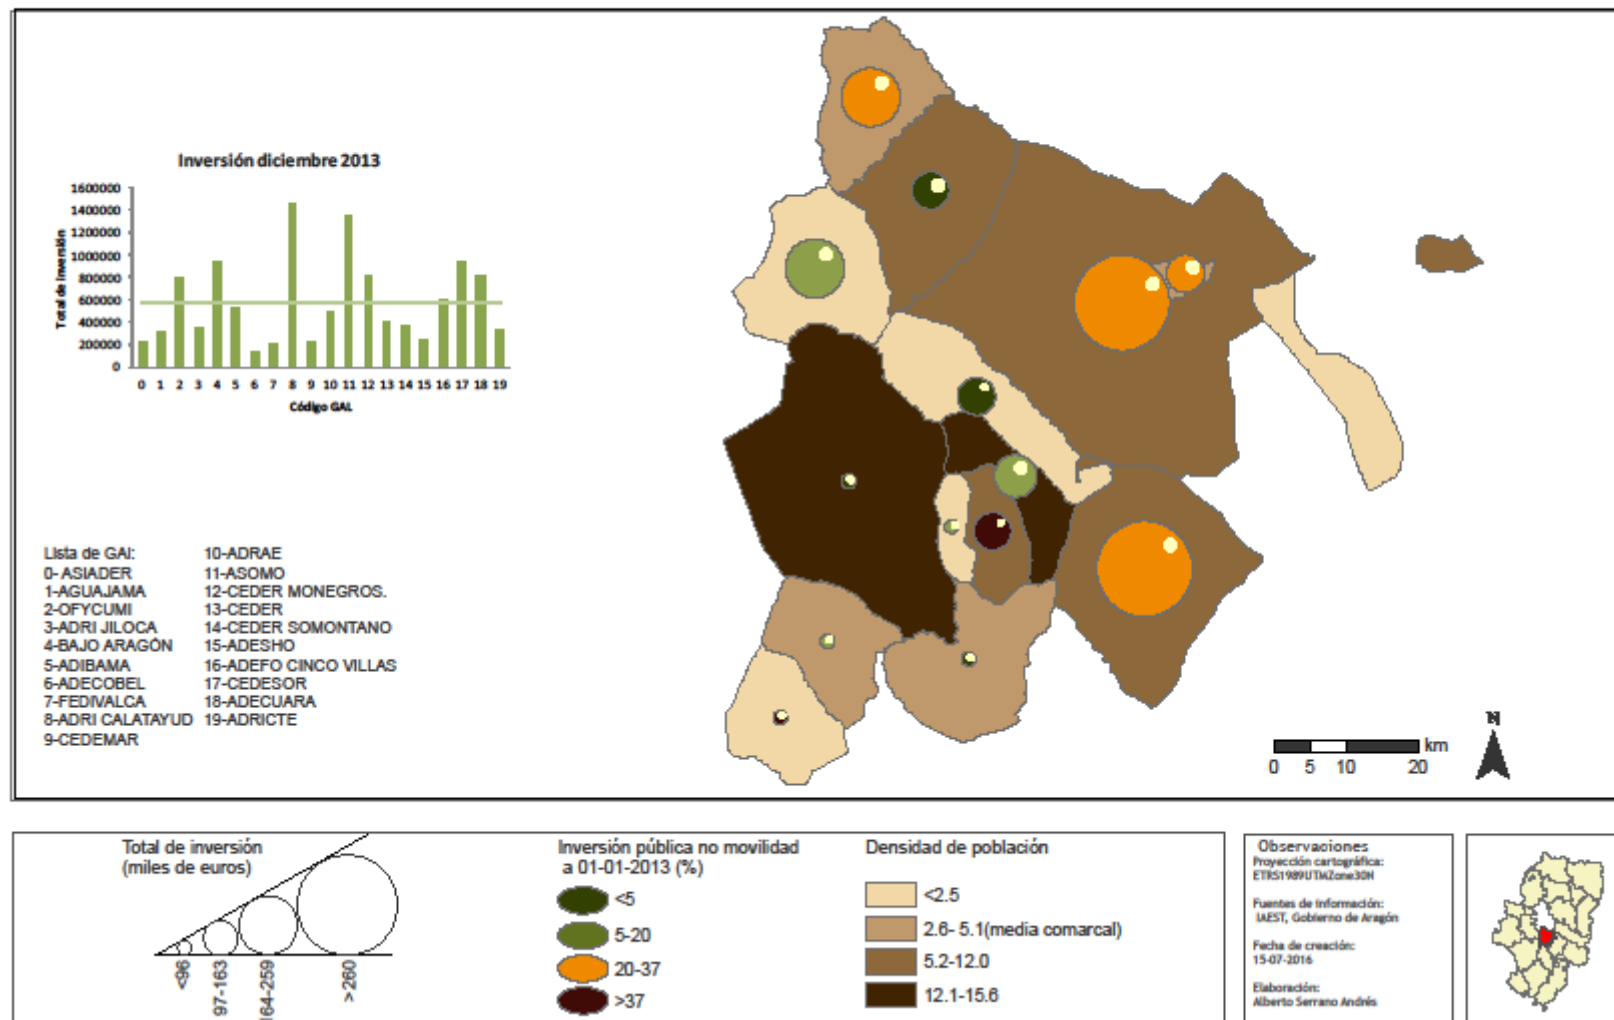 Inversión diciembre 2013
Total de inversión
1600000
1400000
1200000
1000000
800000
600000
400000
200000
0
0 1 2 3 4 5 6 7 8 9 10 11 12 13 14 15 16 17 18 19
Código GAL
Lista de GAl:
0- ASIADER
1-AGUAJAMA
2-OFYCUMI
3-ADRI JILOCA
4-BAJO ARAGÓN
5-ADIBAMA
6-ADECOBEL
7-FEDIVALCA
8-ADRI CALATAYUD
9-CEDEMAR
10-ADRAE
11-ASOMO
12-CEDER MONEGROS.
13-CEDER
14-CEDER SOMONTANO
15-ADESHO
16-ADEFO CINCO VILLAS
17-CEDESOR
18-ADECUARA
19-ADRICTE
N
km
0 5 10 20
Total de inversión
(miles de euros)
<96
97-163
164-259
>260
Inversión pública no movilidad
a 01-01-2013 (%)
<5
5-20
20-37
>37
Densidad de población
<2.5
2.6- 5.1(media comarcal)
5.2-12.0
12.1-15.6
Observaciones
Proyección cartográfica:
ETRS1989UTMZone30N
Fuentes de información:
IAEST, Gobierno de Aragón
Fecha de creación:
15-07-2016
Elaboración:
Alberto Serrano Andrés